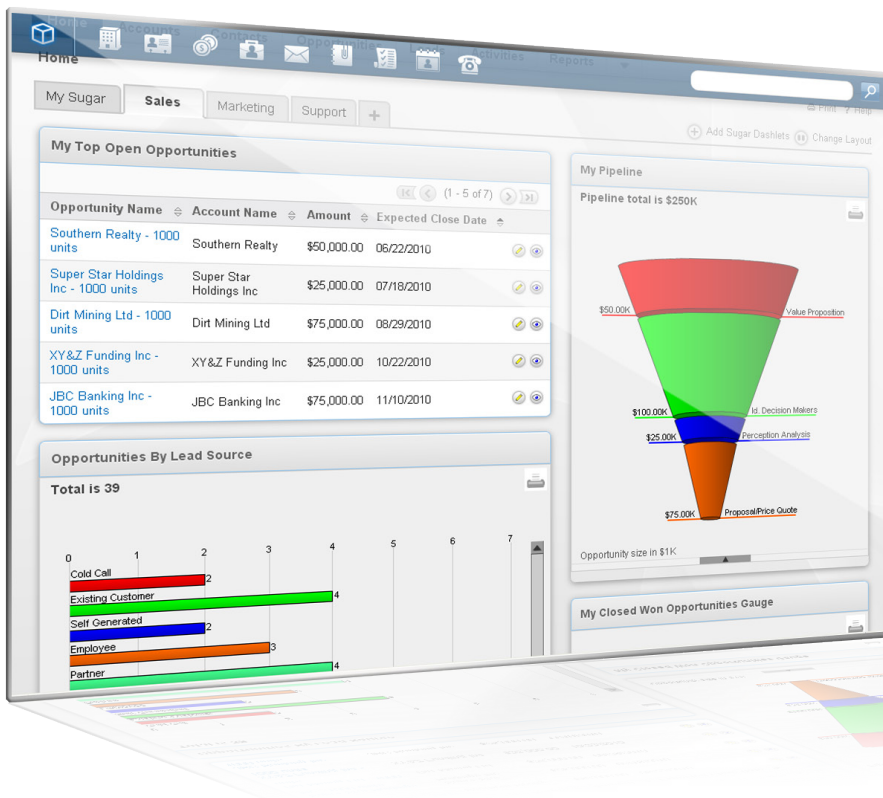 Home Accounts Contacts Opportunities Leads Activities Reports
Home
Print ? Help
My Sugar Sales Marketing Support +
Add Sugar Dashlets Change Layout
My Top Open Opportunities
(1 - 5 of 7)
Opportunity Name Account Name Amount Expected Close Date
Southern Realty - 1000
units
Southern Realty $50,000.00 06/22/2010
Super Star Holdings
Inc - 1000 units
Super Star
Holdings Inc
$25,000.00 07/18/2010
Dirt Mining Ltd - 1000
units
Dirt Mining Ltd $75,000.00 08/29/2010
XY&Z Funding Inc -
1000 units
XY&Z Funding Inc $25,000.00 10/22/2010
JBC Banking Inc -
1000 units
JBC Banking Inc $75,000.00 11/10/2010
My Pipeline
Pipeline total is $250K
$50.00K Value Proposition
$100.00K Id. Decision Makers
$25.00K Perception Analysis
$75.00K Proposal/Price Quote
Opportunity size in $1K
Opportunities By Lead Source
Total is 39
0 1 2 3 4 5 6 7
Cold Call
2
Existing Customer
4
Self Generated
2
Employee
3
Partner
4
My Closed Won Opportunities Gauge